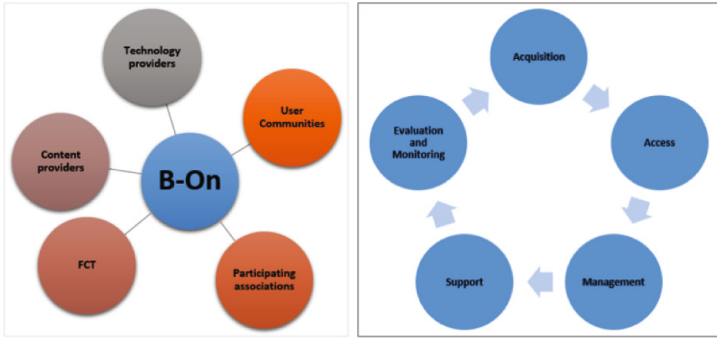 Technology
providers
User
Communities
Content
providers
B-On
FCT
Participating
associations
Acquisition
Evaluation
and
Monitoring
Access
Support
Management